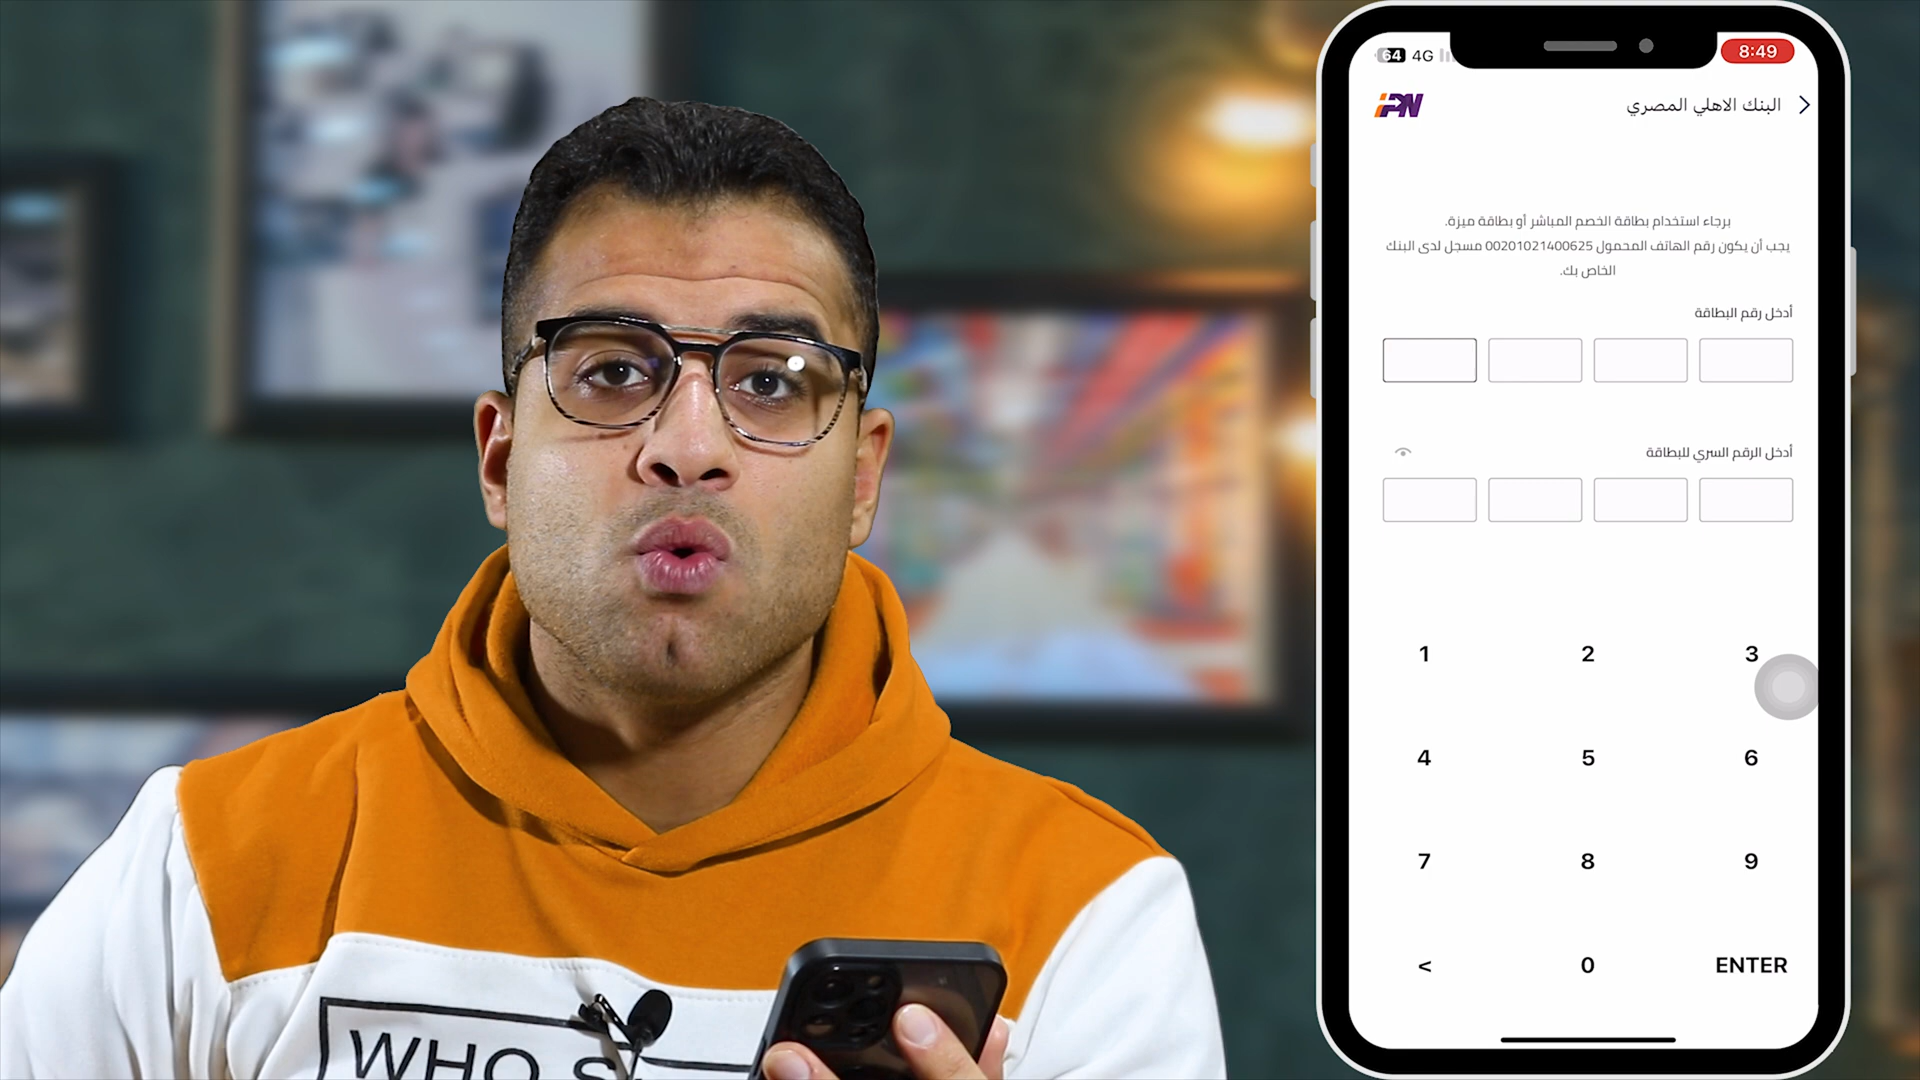 64 4G
8:49
iPN
البنك الاهلي المصري
برجاء استخدام بطاقة الخصم المباشر أو بطاقة ميزة.
يجب أن يكون رقم الهاتف المحمول 00201021400625 مسجل لدى البنك
الخاص بك.
أدخل رقم البطاقة
أدخل الرقم السري للبطاقة
1 2 3
4 5 6
7 8 9
< 0 ENTER
WHO